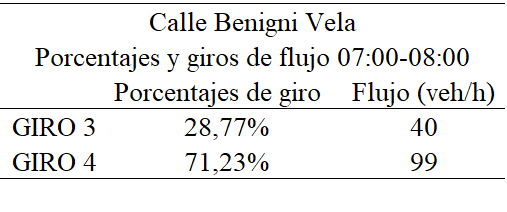 Calle Benigni Vela
Porcentajes y giros de flujo 07:00-08:00
Porcentajes de giro Flujo (veh/h)
GIRO 3 28,77% 40
GIRO 4 71,23% 99